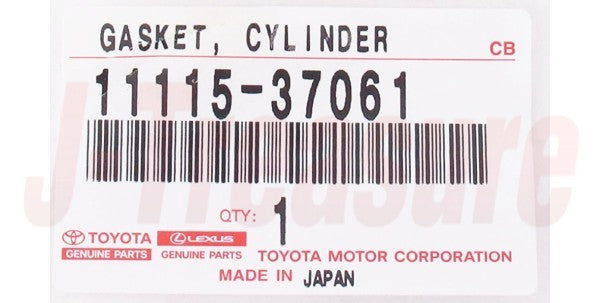 GASKET, CYLINDER
CB
11115-37061
J-Treasure
QTY: 1
TOYOTA LEXUS
GENUINE PARTS GENUINE PARTS
TOYOTA MOTOR CORPORATION
MADE IN JAPAN